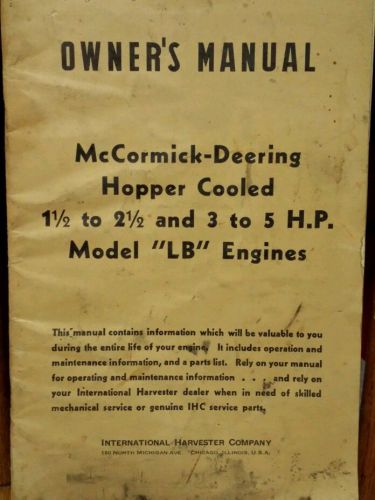 OWNER'S MANUAL
McCormick-Deering
Hopper Cooled
1½ to 2½ and 3 to 5 H.P.
Model "LB" Engines
This manual contains information which will be valuable to you
during the entire life of your engine. It includes operation and
maintenance information, and a parts list. Rely on your manual
for operating and maintenance information . . . . and rely on
your International Harvester dealer when in need of skilled
mechanical service or genuine IHC service parts.
INTERNATIONAL HARVESTER COMPANY
180 NORTH MICHIGAN AVE. CHICAGO, ILLINOIS, U.S.A.